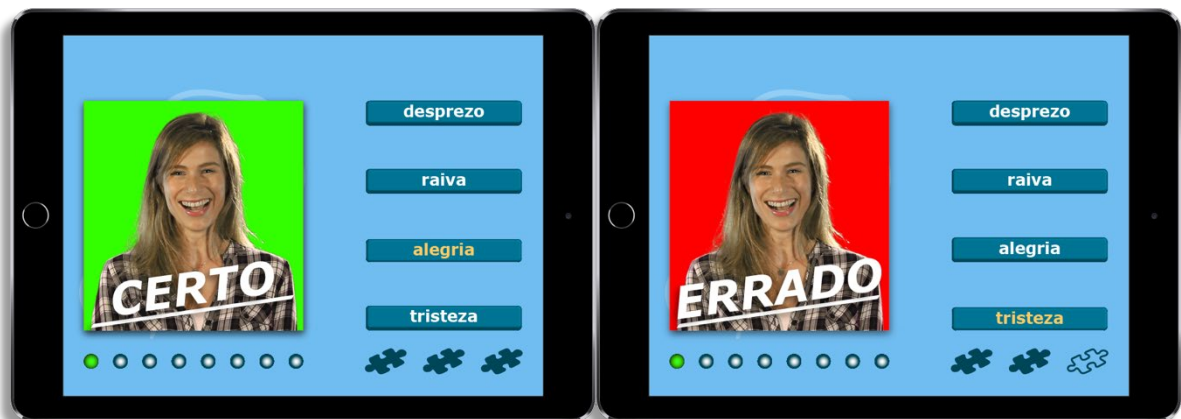 desprezo
raiva
alegria
tristeza
CERTO
desprezo
raiva
alegria
tristeza
ERRADO